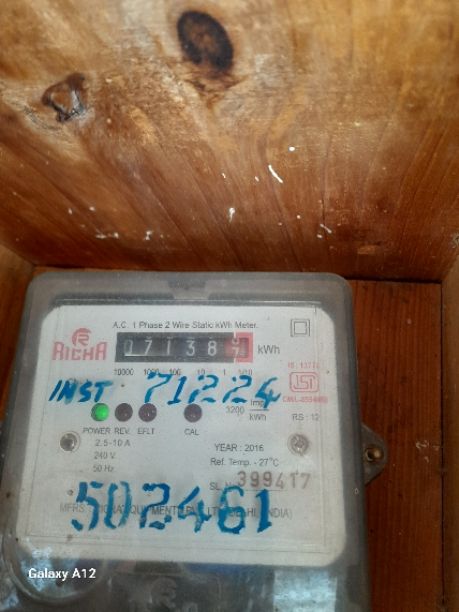 A.C. 1 Phase 2 Wire Static kWh Meter.
RICHA
kWh
10000 1000 100 10 1 1/10
IS : 13779
ISI
INST 71224
3200 imp/kWh
RS : 12
POWER REV. EFLT CAL
2.5-10 A
240 V.
50 Hz
YEAR : 2016
Ref. Temp. - 27°C
SL. No. 399417
502461
MFRS.
Galaxy A12